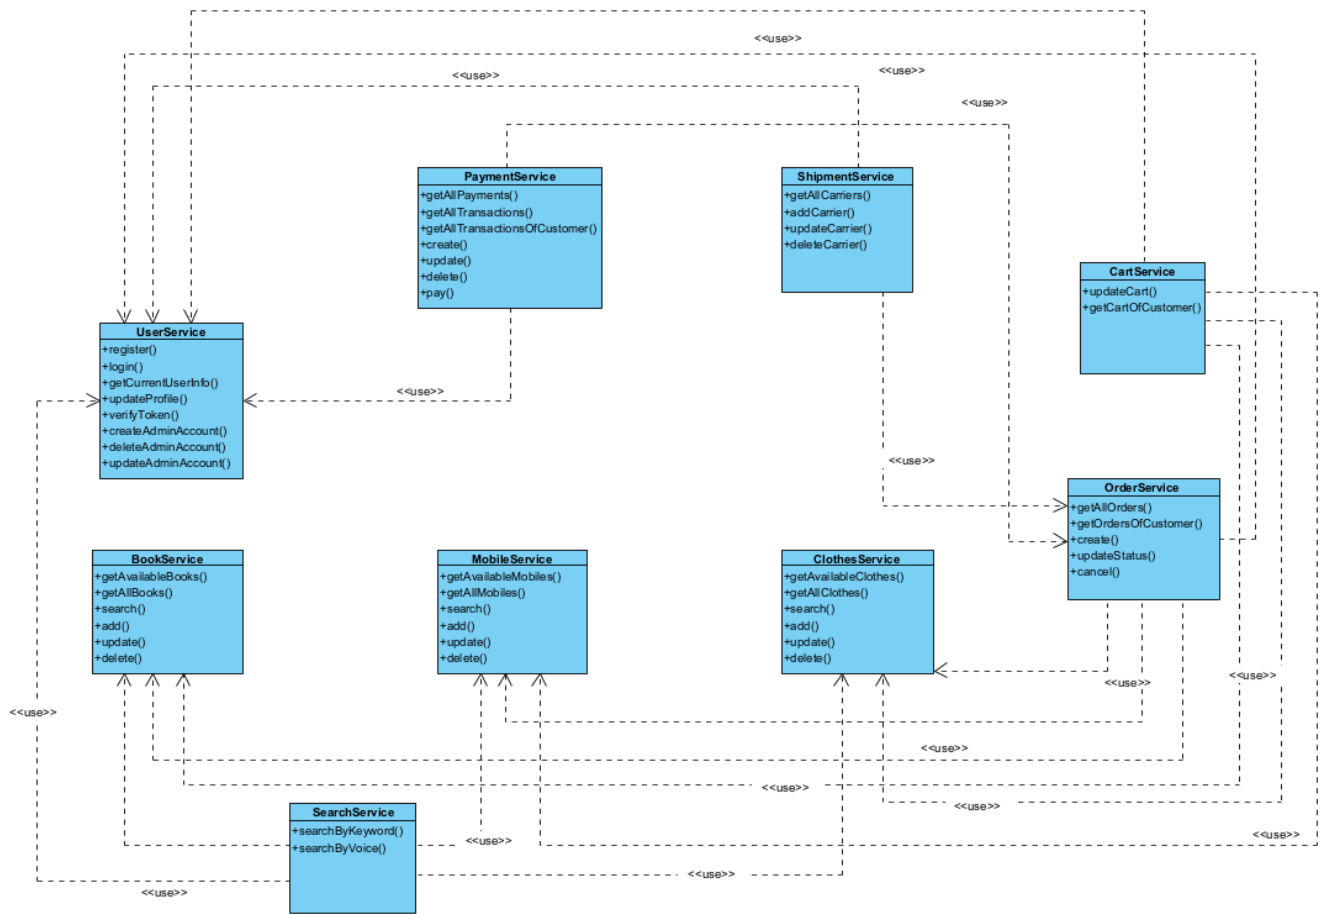 <<use>>
<<use>>
<<use>>
<<use>>
PaymentService
+getAllPayments()
+getAllTransactions()
+getAllTransactionsOfCustomer()
+create()
+update()
+delete()
+pay()
ShipmentService
+getAllCarriers()
+addCarrier()
+updateCarrier()
+deleteCarrier()
CartService
+updateCart()
+getCartOfCustomer()
UserService
+register()
+login()
+getCurrentUserInfo()
+updateProfile()
+verifyToken()
+createAdminAccount()
+deleteAdminAccount()
+updateAdminAccount()
<<use>>
<<use>>
OrderService
+getAllOrders()
+getOrdersOfCustomer()
+create()
+updateStatus()
+cancel()
BookService
+getAvailableBooks()
+getAllBooks()
+search()
+add()
+update()
+delete()
MobileService
+getAvailableMobiles()
+getAllMobiles()
+search()
+add()
+update()
+delete()
ClothesService
+getAvailableClothes()
+getAllClothes()
+search()
+add()
+update()
+delete()
<<use>>
<<use>>
<<use>>
<<use>>
<<use>>
<<use>>
<<use>>
SearchService
+searchByKeyword()
+searchByVoice()
<<use>>
<<use>>
<<use>>